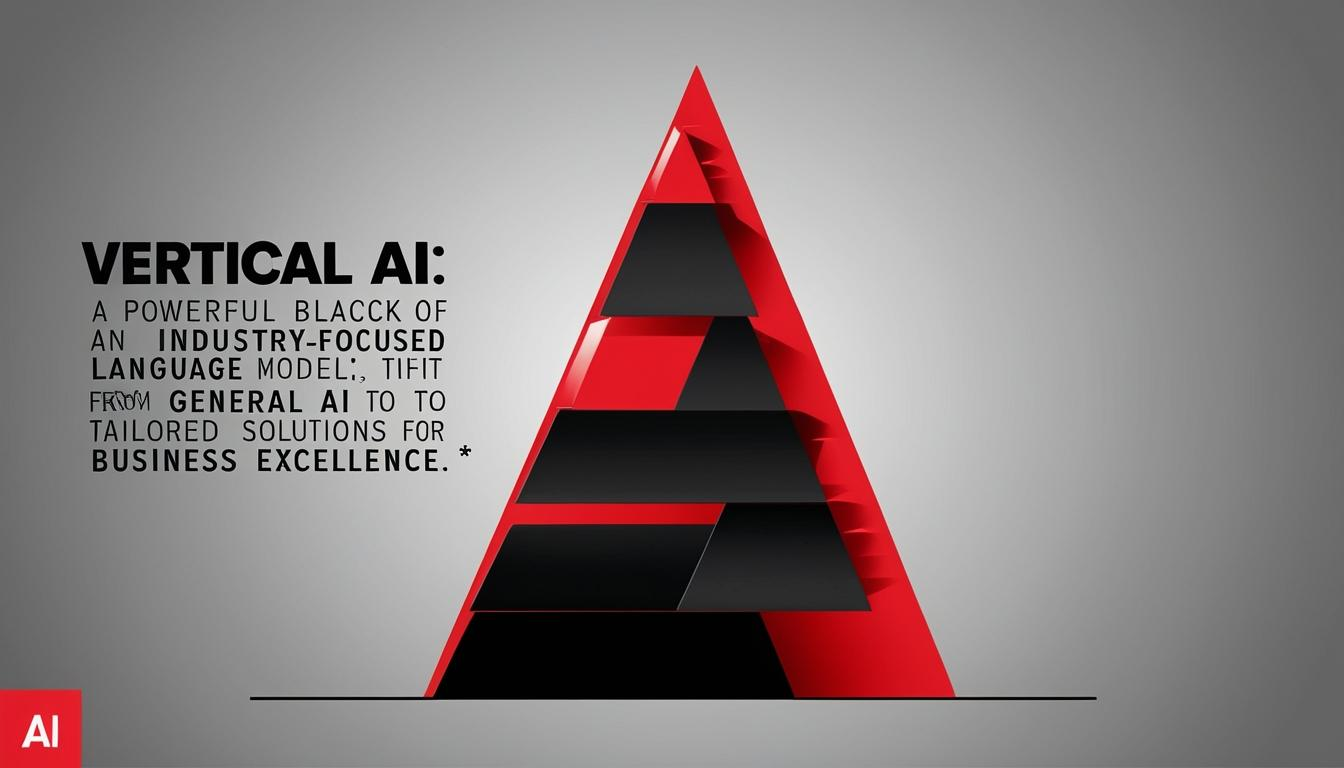 VERTICAL AI:
A POWERFUL BLACCK OF
AN INDUSTRY-FOCUSED
LANGUAGE MODEL;, TIFIT
GENERAL AI TO TO
TAILORED SOLUTIONS FOR
BUSINESS EXCELLENCE.*
AI